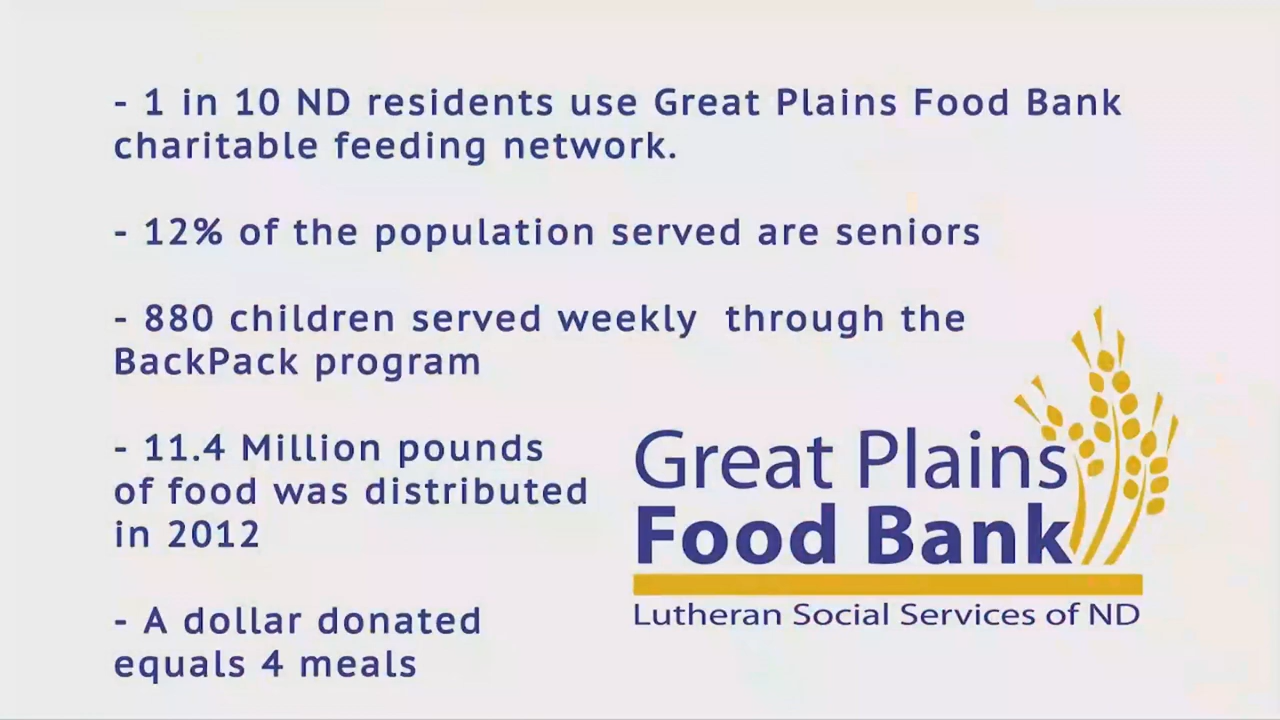 - 1 in 10 ND residents use Great Plains Food Bank
charitable feeding network.
- 12% of the population served are seniors
- 880 children served weekly  through the
BackPack program
- 11.4 Million pounds
of food was distributed
in 2012
- A dollar donated
equals 4 meals
Great Plains
Food Bank
Lutheran Social Services of ND